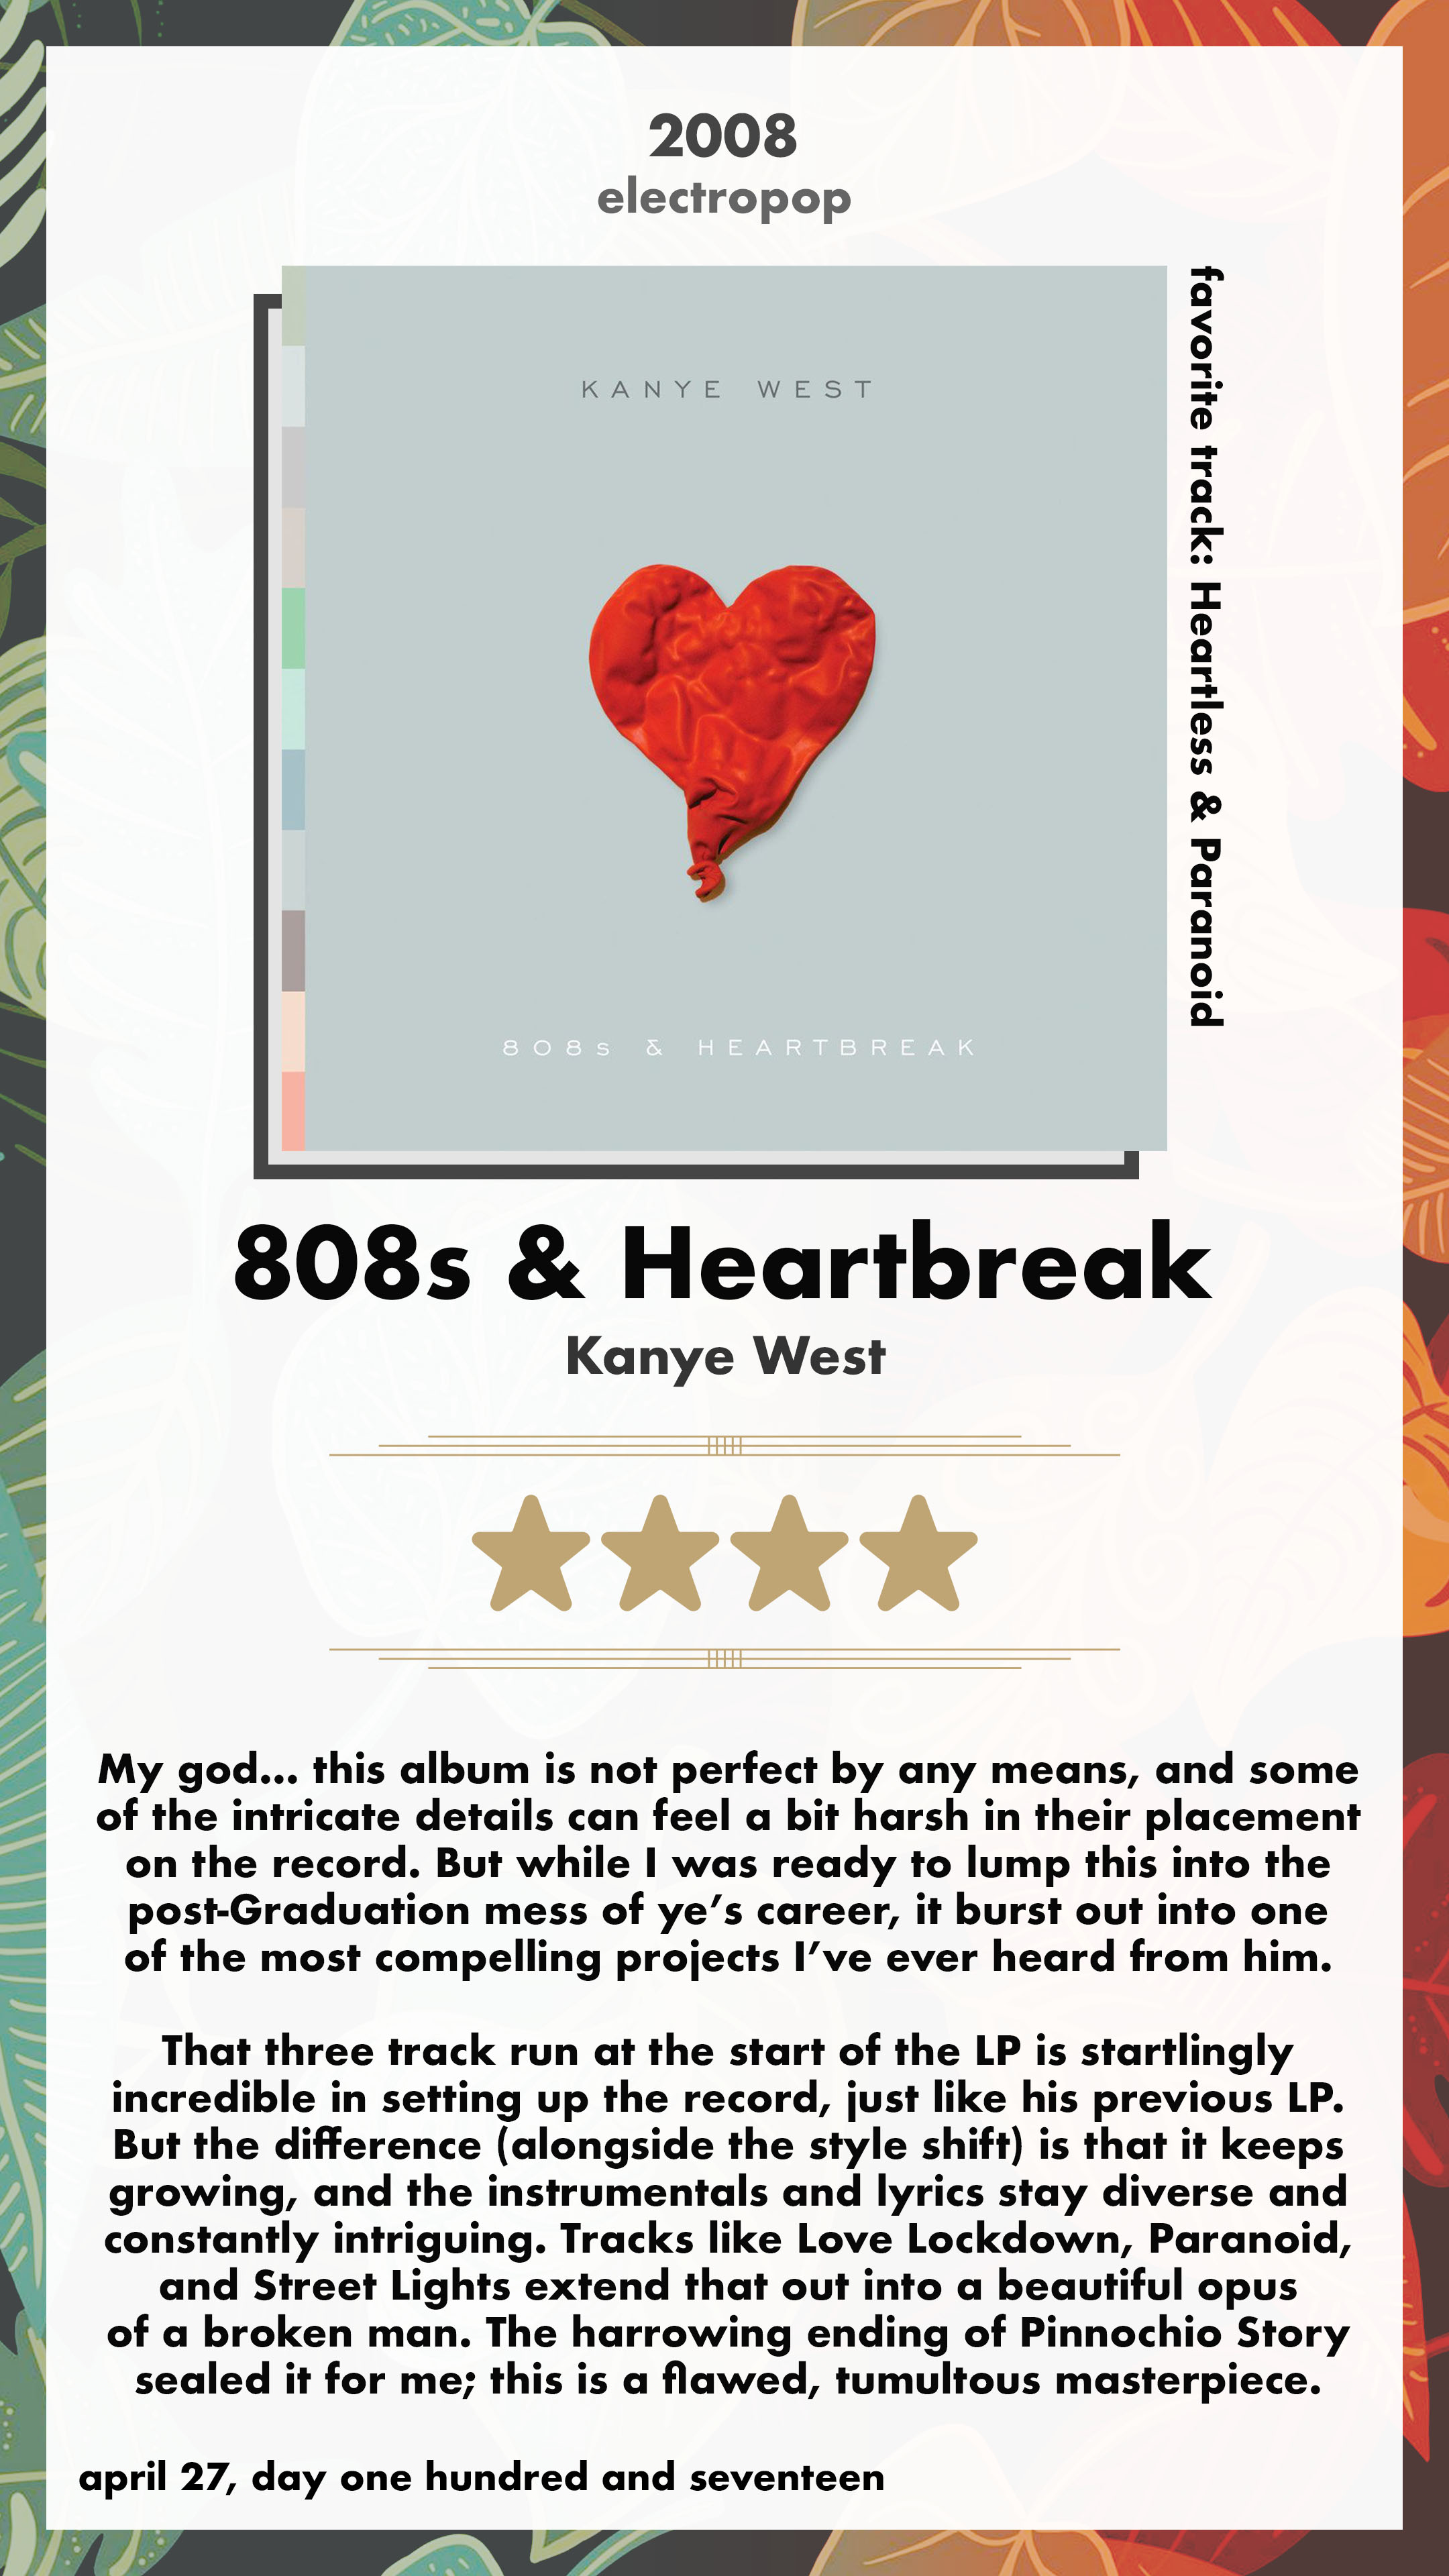 2008
electropop
KANYE WEST
808s & HEARTBREAK
favorite track: Heartless & Paranoid
808s & Heartbreak
Kanye West
My god... this album is not perfect by any means, and some
of the intricate details can feel a bit harsh in their placement
on the record. But while I was ready to lump this into the
post-Graduation mess of ye’s career, it burst out into one
of the most compelling projects I’ve ever heard from him.
That three track run at the start of the LP is startlingly
incredible in setting up the record, just like his previous LP.
But the difference (alongside the style shift) is that it keeps
growing, and the instrumentals and lyrics stay diverse and
constantly intriguing. Tracks like Love Lockdown, Paranoid,
and Street Lights extend that out into a beautiful opus
of a broken man. The harrowing ending of Pinnochio Story
sealed it for me; this is a flawed, tumultous masterpiece.
april 27, day one hundred and seventeen